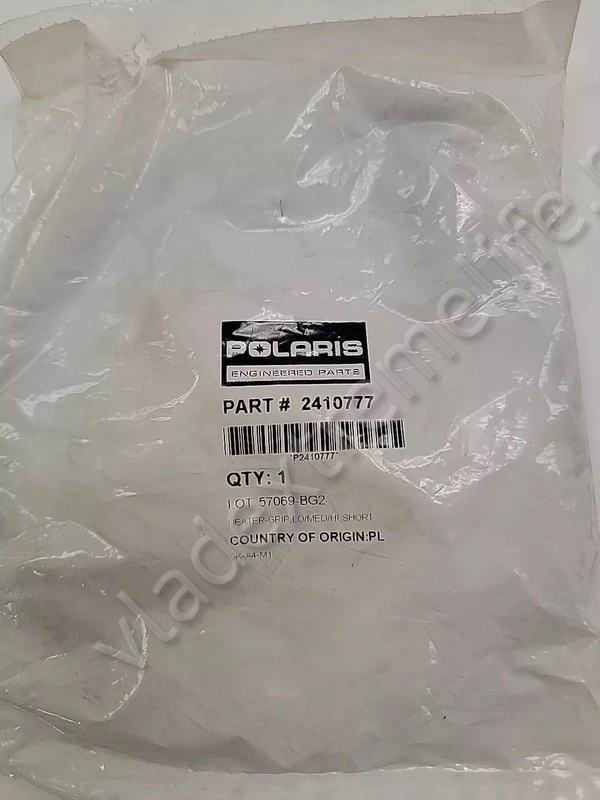 POLARIS
ENGINEERED PARTS
PART # 2410777
*P2410777*
QTY: 1
LOT 57069-BG2
HEATER-GRIP,LO/MED/HI,SHORT
COUNTRY OF ORIGIN:PL